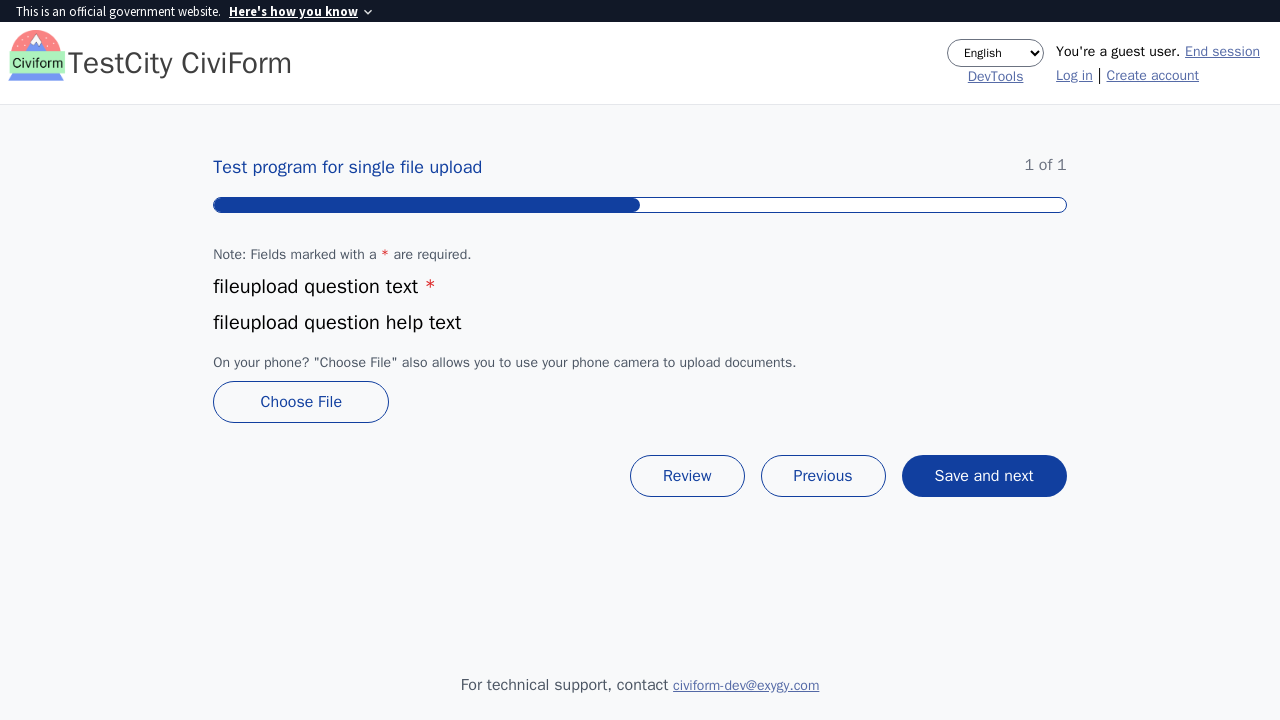 This is an official government website. Here's how you know
Civiform
TestCity CiviForm
English
DevTools
You're a guest user. End session
Log in | Create account
Test program for single file upload
1 of 1
Note: Fields marked with a * are required.
fileupload question text *
fileupload question help text
On your phone? "Choose File" also allows you to use your phone camera to upload documents.
Choose File
Review
Previous
Save and next
For technical support, contact civiform-dev@exygy.com